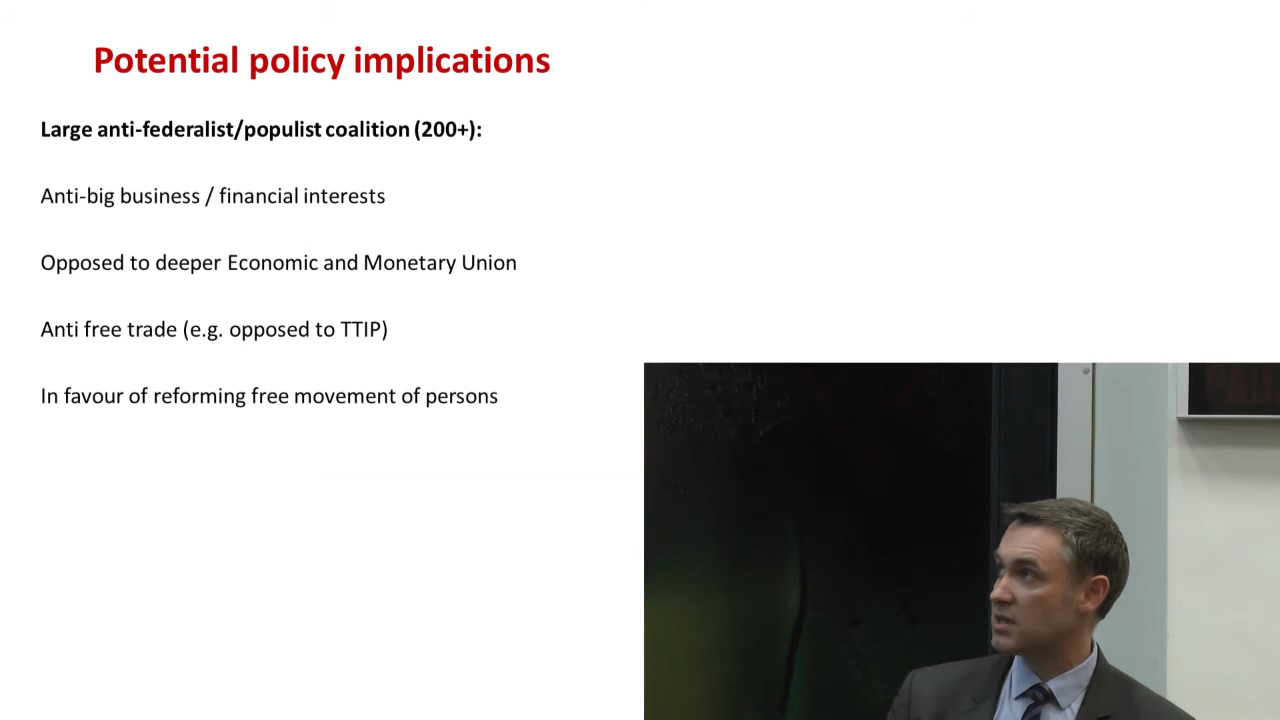 Potential policy implications
Large anti-federalist/populist coalition (200+):
Anti-big business / financial interests
Opposed to deeper Economic and Monetary Union
Anti free trade (e.g. opposed to TTIP)
In favour of reforming free movement of persons